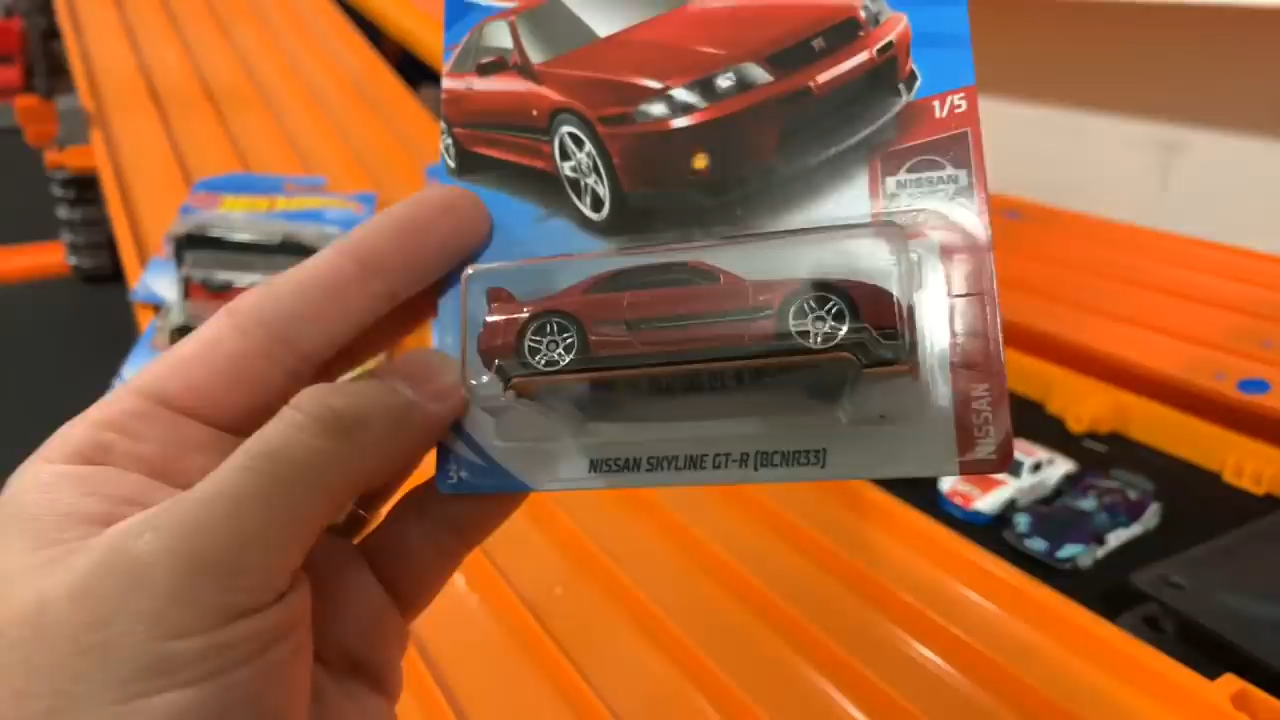 1/5
NISSAN
NISSAN
NISSAN SKYLINE GT-R (BCNR33)
3+